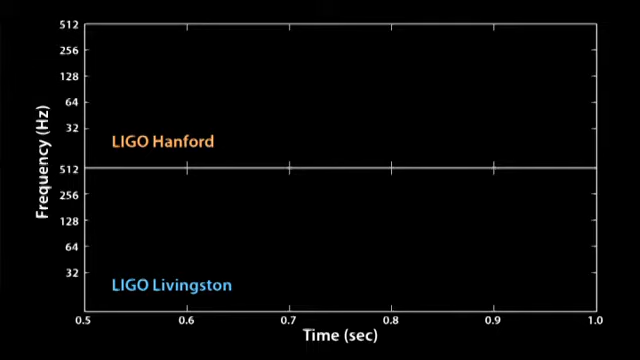 512
256
128
64
32
LIGO Hanford
Frequency (Hz)
512
256
128
64
32
LIGO Livingston
0.5 0.6 0.7 0.8 0.9 1.0
Time (sec)